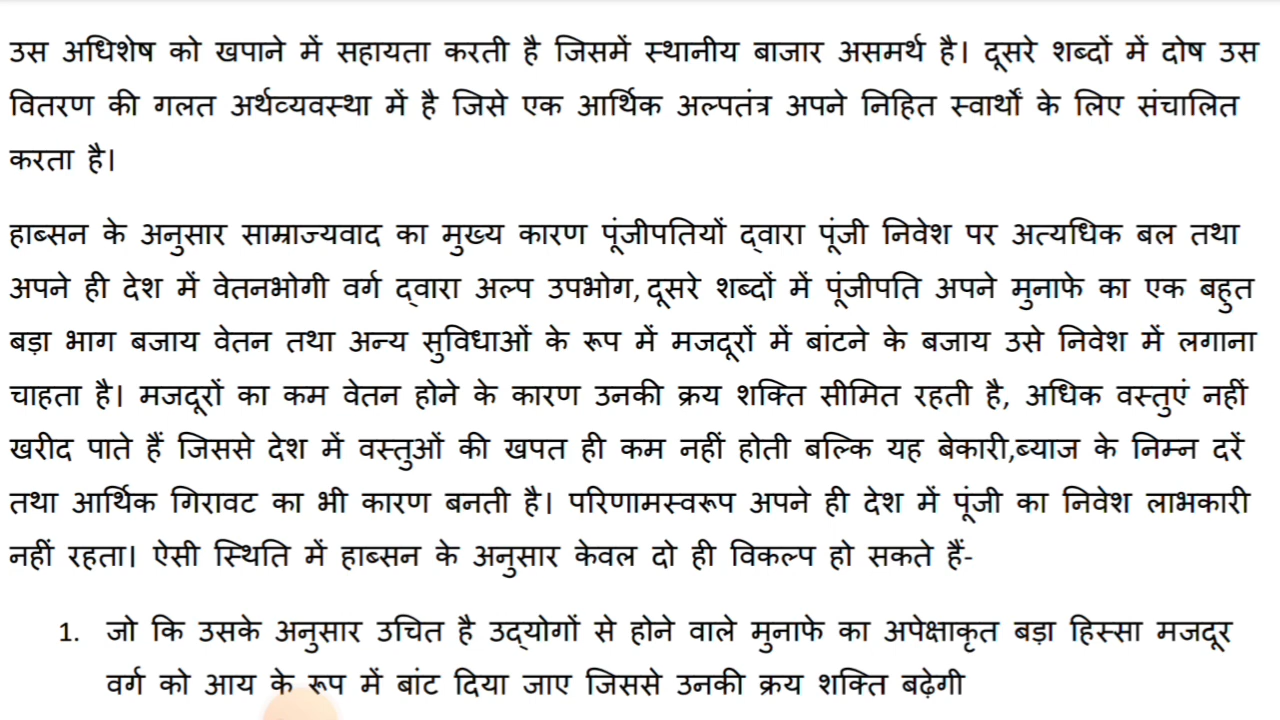 उस अधिशेष को खपाने में सहायता करती है जिसमें स्थानीय बाजार असमर्थ है। दूसरे शब्दों में दोष उस
वितरण की गलत अर्थव्यवस्था में है जिसे एक आर्थिक अल्पतंत्र अपने निहित स्वार्थों के लिए संचालित
करता है।
हाब्सन के अनुसार साम्राज्यवाद का मुख्य कारण पूंजीपतियों द्वारा पूंजी निवेश पर अत्यधिक बल तथा
अपने ही देश में वेतनभोगी वर्ग द्वारा अल्प उपभोग,दूसरे शब्दों में पूंजीपति अपने मुनाफे का एक बहुत
बड़ा भाग बजाय वेतन तथा अन्य सुविधाओं के रूप में मजदूरों में बांटने के बजाय उसे निवेश में लगाना
चाहता है। मजदूरों का कम वेतन होने के कारण उनकी क्रय शक्ति सीमित रहती है, अधिक वस्तुएं नहीं
खरीद पाते हैं जिससे देश में वस्तुओं की खपत ही कम नहीं होती बल्कि यह बेकारी,ब्याज के निम्न दरें
तथा आर्थिक गिरावट का भी कारण बनती है। परिणामस्वरूप अपने ही देश में पूंजी का निवेश लाभकारी
नहीं रहता। ऐसी स्थिति में हाब्सन के अनुसार केवल दो ही विकल्प हो सकते हैं-
1. जो कि उसके अनुसार उचित है उद्योगों से होने वाले मुनाफे का अपेक्षाकृत बड़ा हिस्सा मजदूर
वर्ग को आय के रूप में बांट दिया जाए जिससे उनकी क्रय शक्ति बढ़ेगी